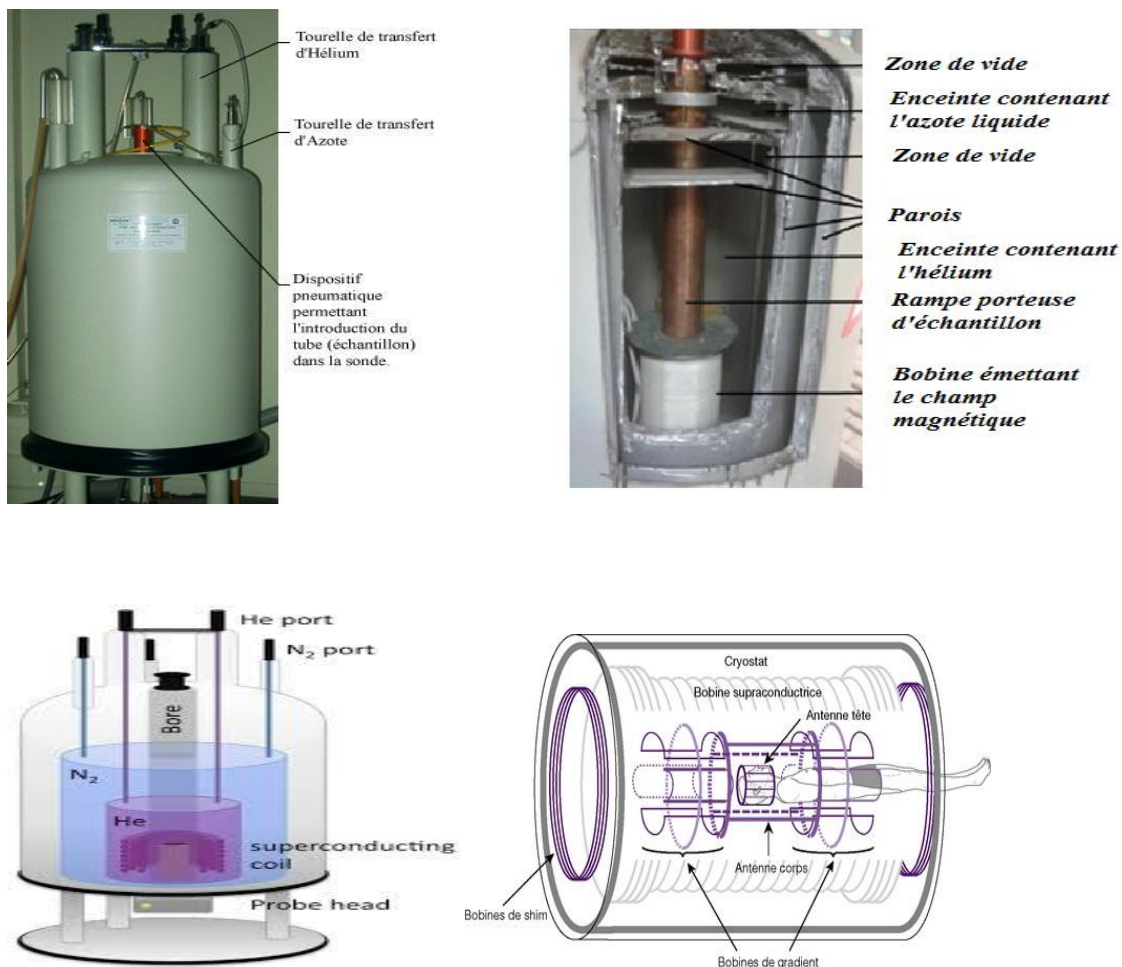 Tourelle de transfert
d'Hélium
Tourelle de transfert
d'Azote
Dispositif
pneumatique
permettant
l'introduction du
tube (échantillon)
dans la sonde.
Zone de vide
Enceinte contenant
l'azote liquide
Zone de vide
Parois
Enceinte contenant
l'hélium
Rampe porteuse
d'échantillon
Bobine émettant
le champ
magnétique
He port
N₂ port
Bore
N₂
He
superconducting
coil
Probe head
Cryostat
Bobine supraconductrice
Antenne tête
Antenne corps
Bobines de shim
Bobines de gradient